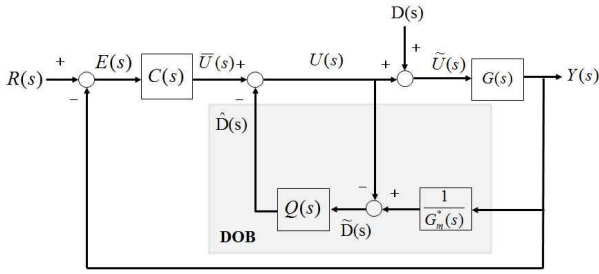 D(s)
+
R(s)
+
−
E(s)
C(s)
U̅(s)
+
−
U(s)
+
+
Ũ(s)
G(s)
Y(s)
D̂(s)
Q(s)
−
+
D̃(s)
1
G*m(s)
DOB